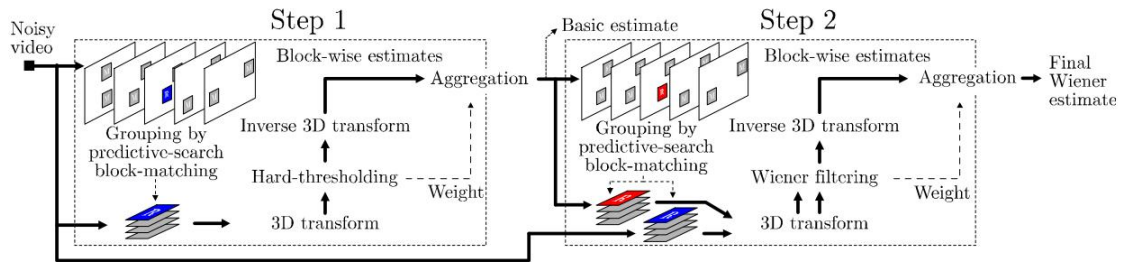 Step 1
Step 2
Noisy
video
Block-wise estimates
Aggregation
Grouping by
predictive-search
block-matching
Inverse 3D transform
Hard-thresholding
Weight
3D transform
Basic estimate
Block-wise estimates
Aggregation
Final
Wiener
estimate
Grouping by
predictive-search
block-matching
Inverse 3D transform
Wiener filtering
Weight
3D transform